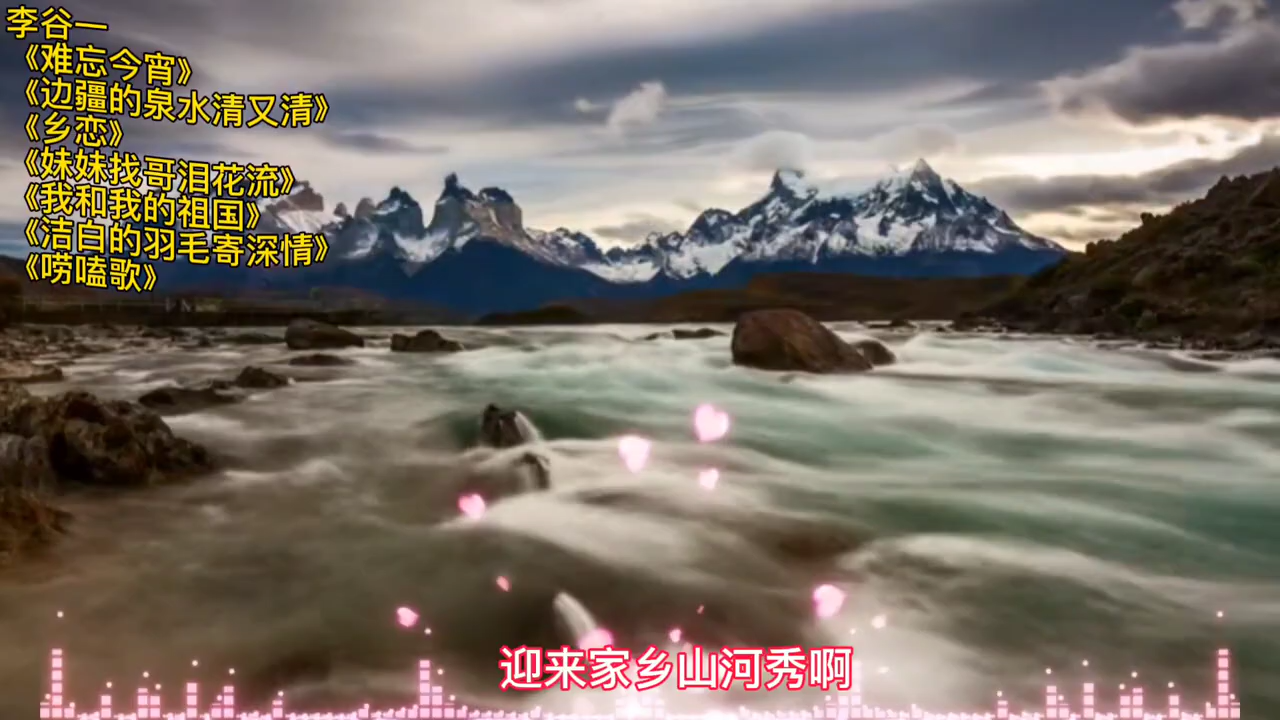 李谷一
《难忘今宵》
《边疆的泉水清又清》
《乡恋》
《妹妹找哥泪花流》
《我和我的祖国》
《洁白的羽毛寄深情》
《唠嗑歌》
迎来家乡山河秀啊